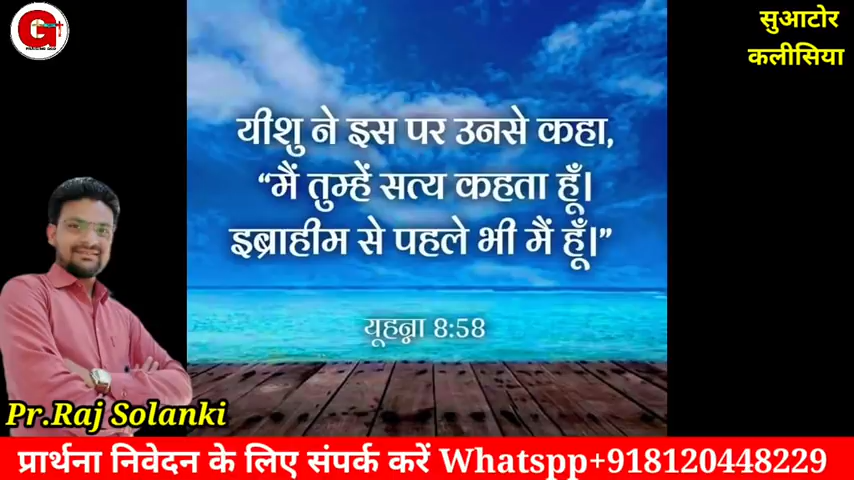 G
सुआटोर
कलीसिया
यीशु ने इस पर उनसे कहा,
“मैं तुम्हें सत्य कहता हूँ।
इब्राहीम से पहले भी मैं हूँ।”
यूहन्ना 8:58
Pr.Raj Solanki
प्रार्थना निवेदन के लिए संपर्क करें Whatspp+918120448229